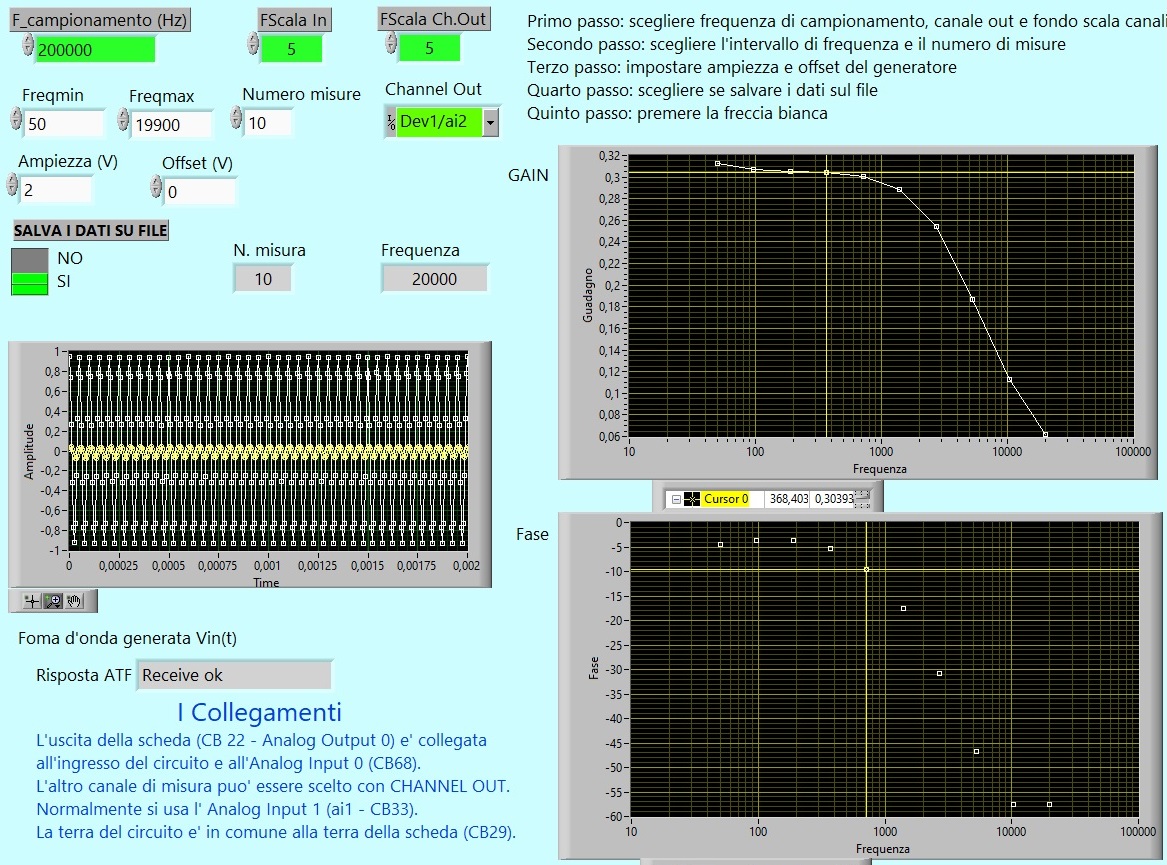 F_campionamento (Hz)
200000
FScala In
5
FScala Ch.Out
5
Primo passo: scegliere frequenza di campionamento, canale out e fondo scala canali
Secondo passo: scegliere l'intervallo di frequenza e il numero di misure
Terzo passo: impostare ampiezza e offset del generatore
Quarto passo: scegliere se salvare i dati sul file
Quinto passo: premere la freccia bianca
Freqmin
50
Freqmax
19900
Numero misure
10
Channel Out
Dev1/ai2
Ampiezza (V)
2
Offset (V)
0
SALVA I DATI SU FILE
NO
SI
N. misura
10
Frequenza
20000
GAIN
Guadagno
0,32
0,3
0,28
0,26
0,24
0,22
0,2
0,18
0,16
0,14
0,12
0,1
0,08
0,06
10
100
1000
10000
100000
Frequenza
Cursor 0
368,403
0,30393
Amplitude
1
0,8
0,6
0,4
0,2
0
-0,2
-0,4
-0,6
-0,8
-1
0
0,00025
0,0005
0,00075
0,001
0,00125
0,0015
0,00175
0,002
Time
Fase
Fase
0
-5
-10
-15
-20
-25
-30
-35
-40
-45
-50
-55
-60
10
100
1000
10000
100000
Frequenza
Foma d'onda generata Vin(t)
Risposta ATF
Receive ok
I Collegamenti
L'uscita della scheda (CB 22 - Analog Output 0) e' collegata
all'ingresso del circuito e all'Analog Input 0 (CB68).
L'altro canale di misura puo' essere scelto con CHANNEL OUT.
Normalmente si usa l' Analog Input 1 (ai1 - CB33).
La terra del circuito e' in comune alla terra della scheda (CB29).